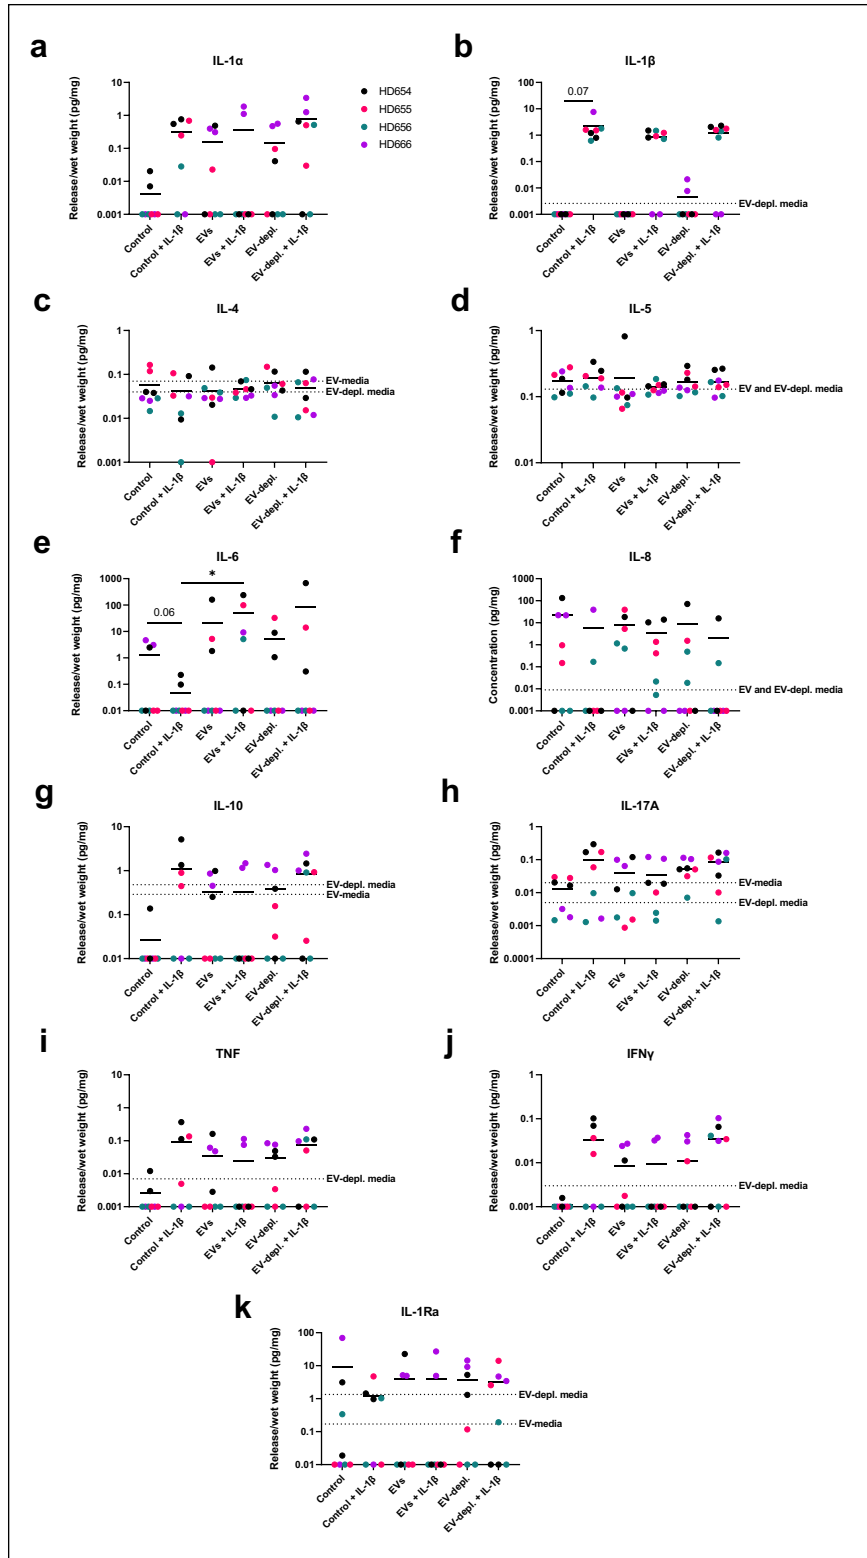 a
IL-1α
Release/wet weight (pg/mg)
10
1
0.1
0.01
0.001
Control
Control + IL-1β
EVs
EVs + IL-1β
EV-depl.
EV-depl. + IL-1β
HD654
HD655
HD656
HD666
b
IL-1β
Release/wet weight (pg/mg)
100
10
1
0.1
0.01
0.001
0.07
EV-depl. media
Control
Control + IL-1β
EVs
EVs + IL-1β
EV-depl.
EV-depl. + IL-1β
c
IL-4
Release/wet weight (pg/mg)
1
0.1
0.01
0.001
EV-media
EV-depl. media
Control
Control + IL-1β
EVs
EVs + IL-1β
EV-depl.
EV-depl. + IL-1β
d
IL-5
Release/wet weight (pg/mg)
1
0.1
0.01
EV and EV-depl. media
Control
Control + IL-1β
EVs
EVs + IL-1β
EV-depl.
EV-depl. + IL-1β
e
IL-6
Release/wet weight (pg/mg)
1000
100
10
1
0.1
0.01
0.06
*
Control
Control + IL-1β
EVs
EVs + IL-1β
EV-depl.
EV-depl. + IL-1β
f
IL-8
Concentration (pg/mg)
1000
100
10
1
0.1
0.01
0.001
EV and EV-depl. media
Control
Control + IL-1β
EVs
EVs + IL-1β
EV-depl.
EV-depl. + IL-1β
g
IL-10
Release/wet weight (pg/mg)
10
1
0.1
0.01
EV-depl. media
EV-media
Control
Control + IL-1β
EVs
EVs + IL-1β
EV-depl.
EV-depl. + IL-1β
h
IL-17A
Release/wet weight (pg/mg)
1
0.1
0.01
0.001
0.0001
EV-media
EV-depl. media
Control
Control + IL-1β
EVs
EVs + IL-1β
EV-depl.
EV-depl. + IL-1β
i
TNF
Release/wet weight (pg/mg)
10
1
0.1
0.01
0.001
EV-depl. media
Control
Control + IL-1β
EVs
EVs + IL-1β
EV-depl.
EV-depl. + IL-1β
j
IFNγ
Release/wet weight (pg/mg)
1
0.1
0.01
0.001
EV-depl. media
Control
Control + IL-1β
EVs
EVs + IL-1β
EV-depl.
EV-depl. + IL-1β
k
IL-1Ra
Release/wet weight (pg/mg)
100
10
1
0.1
0.01
EV-depl. media
EV-media
Control
Control + IL-1β
EVs
EVs + IL-1β
EV-depl.
EV-depl. + IL-1β